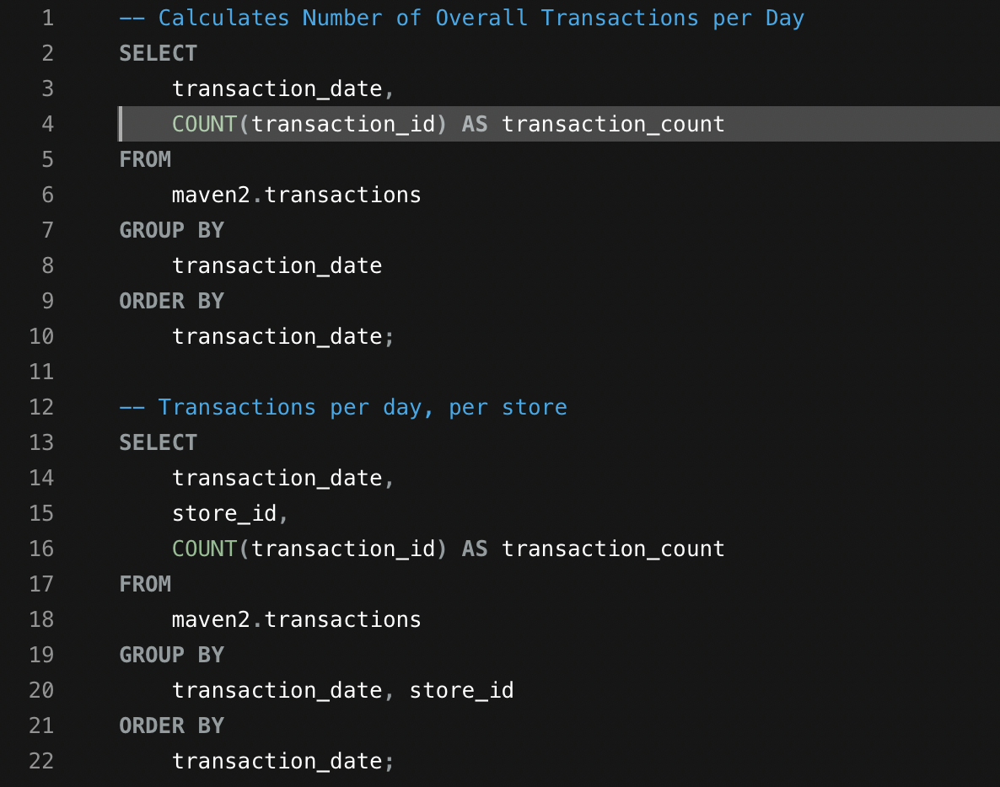 1 -- Calculates Number of Overall Transactions per Day
2 SELECT
3     transaction_date,
4     COUNT(transaction_id) AS transaction_count
5 FROM
6     maven2.transactions
7 GROUP BY
8     transaction_date
9 ORDER BY
10     transaction_date;
11
12 -- Transactions per day, per store
13 SELECT
14     transaction_date,
15     store_id,
16     COUNT(transaction_id) AS transaction_count
17 FROM
18     maven2.transactions
19 GROUP BY
20     transaction_date, store_id
21 ORDER BY
22     transaction_date;